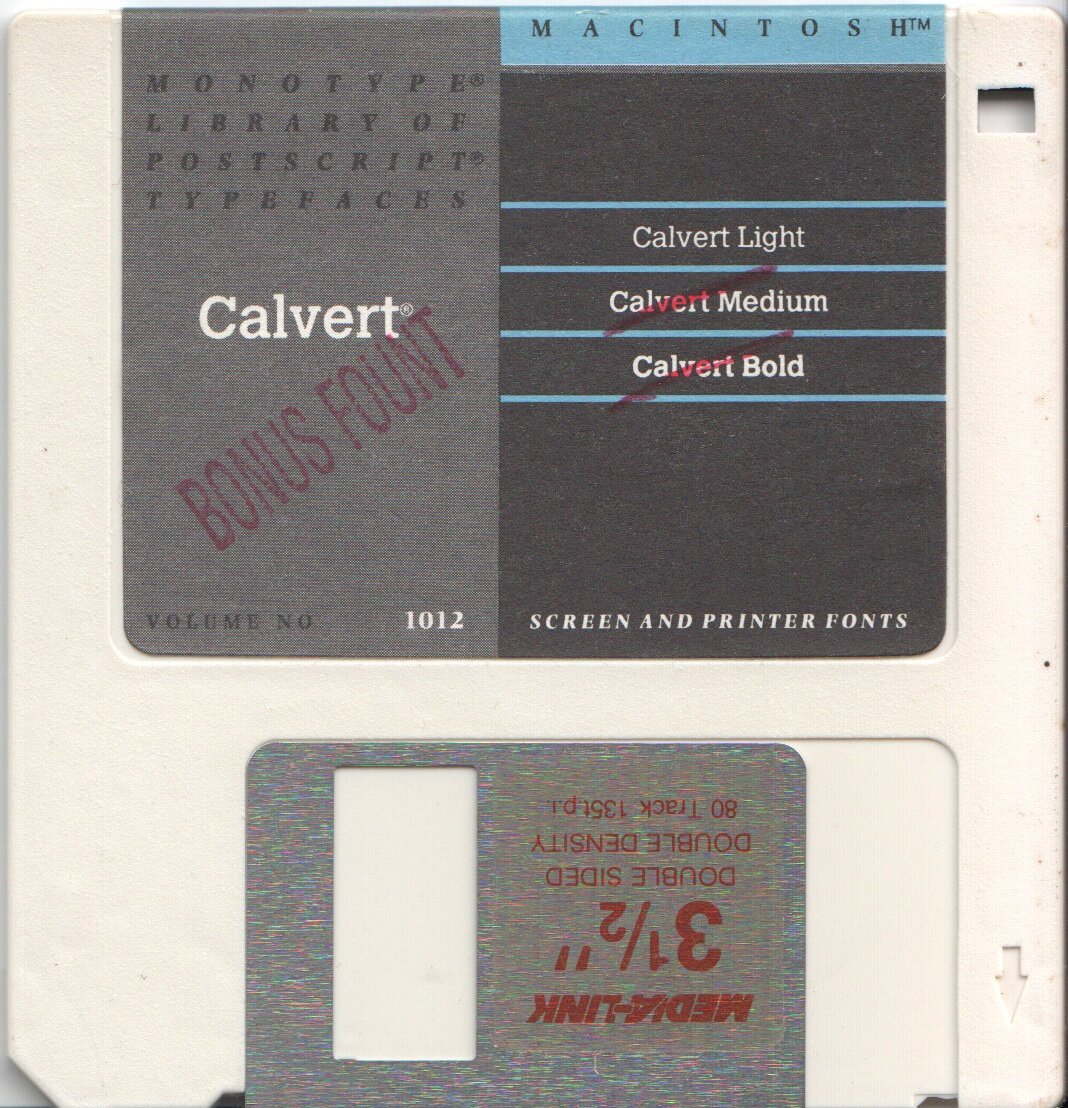 MONOTYPE®
LIBRARY OF
POSTSCRIPT®
TYPEFACES
Calvert®
BONUS FOUNT
VOLUME NO 1012
MACINTOSH™
Calvert Light
Calvert Medium
Calvert Bold
SCREEN AND PRINTER FONTS
MEDIA-LINK
3½"
DOUBLE SIDED
DOUBLE DENSITY
80 Track 135t.p.i